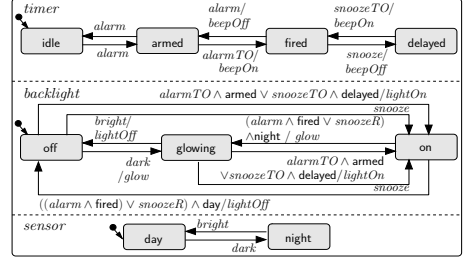 timer
alarm
alarm/
beepOff
snoozeTO/
beepOn
idle
armed
fired
delayed
alarm
alarmTO/
beepOn
snooze/
beepOff
backlight
alarmTO ∧ armed ∨ snoozeTO ∧ delayed/lightOn
snooze
bright/
lightOff
(alarm ∧ fired ∨ snoozeR)
∧night / glow
off
glowing
on
dark
/glow
alarmTO ∧ armed
∨snoozeTO ∧ delayed/lightOn
snooze
((alarm ∧ fired) ∨ snoozeR) ∧ day/lightOff
sensor
bright
day
night
dark